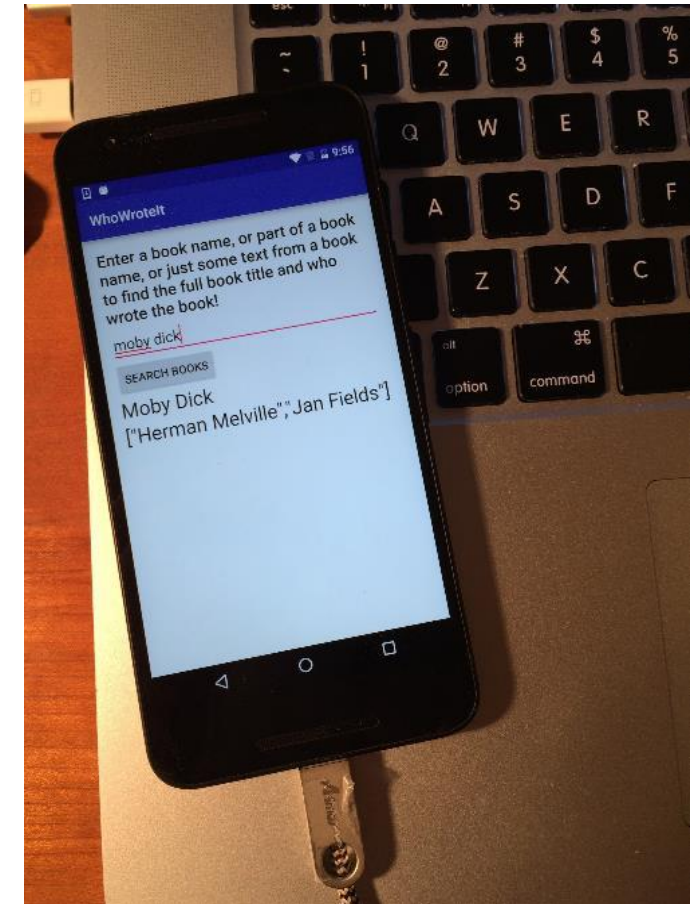 esc
~
`
!
1
@
2
#
3
$
4
%
5
Q
W
E
R
A
S
D
F
Z
X
C
alt
option
⌘
command
9:56
WhoWroteIt
Enter a book name, or part of a book
name, or just some text from a book
to find the full book title and who
wrote the book!
moby dick
SEARCH BOOKS
Moby Dick
["Herman Melville","Jan Fields"]